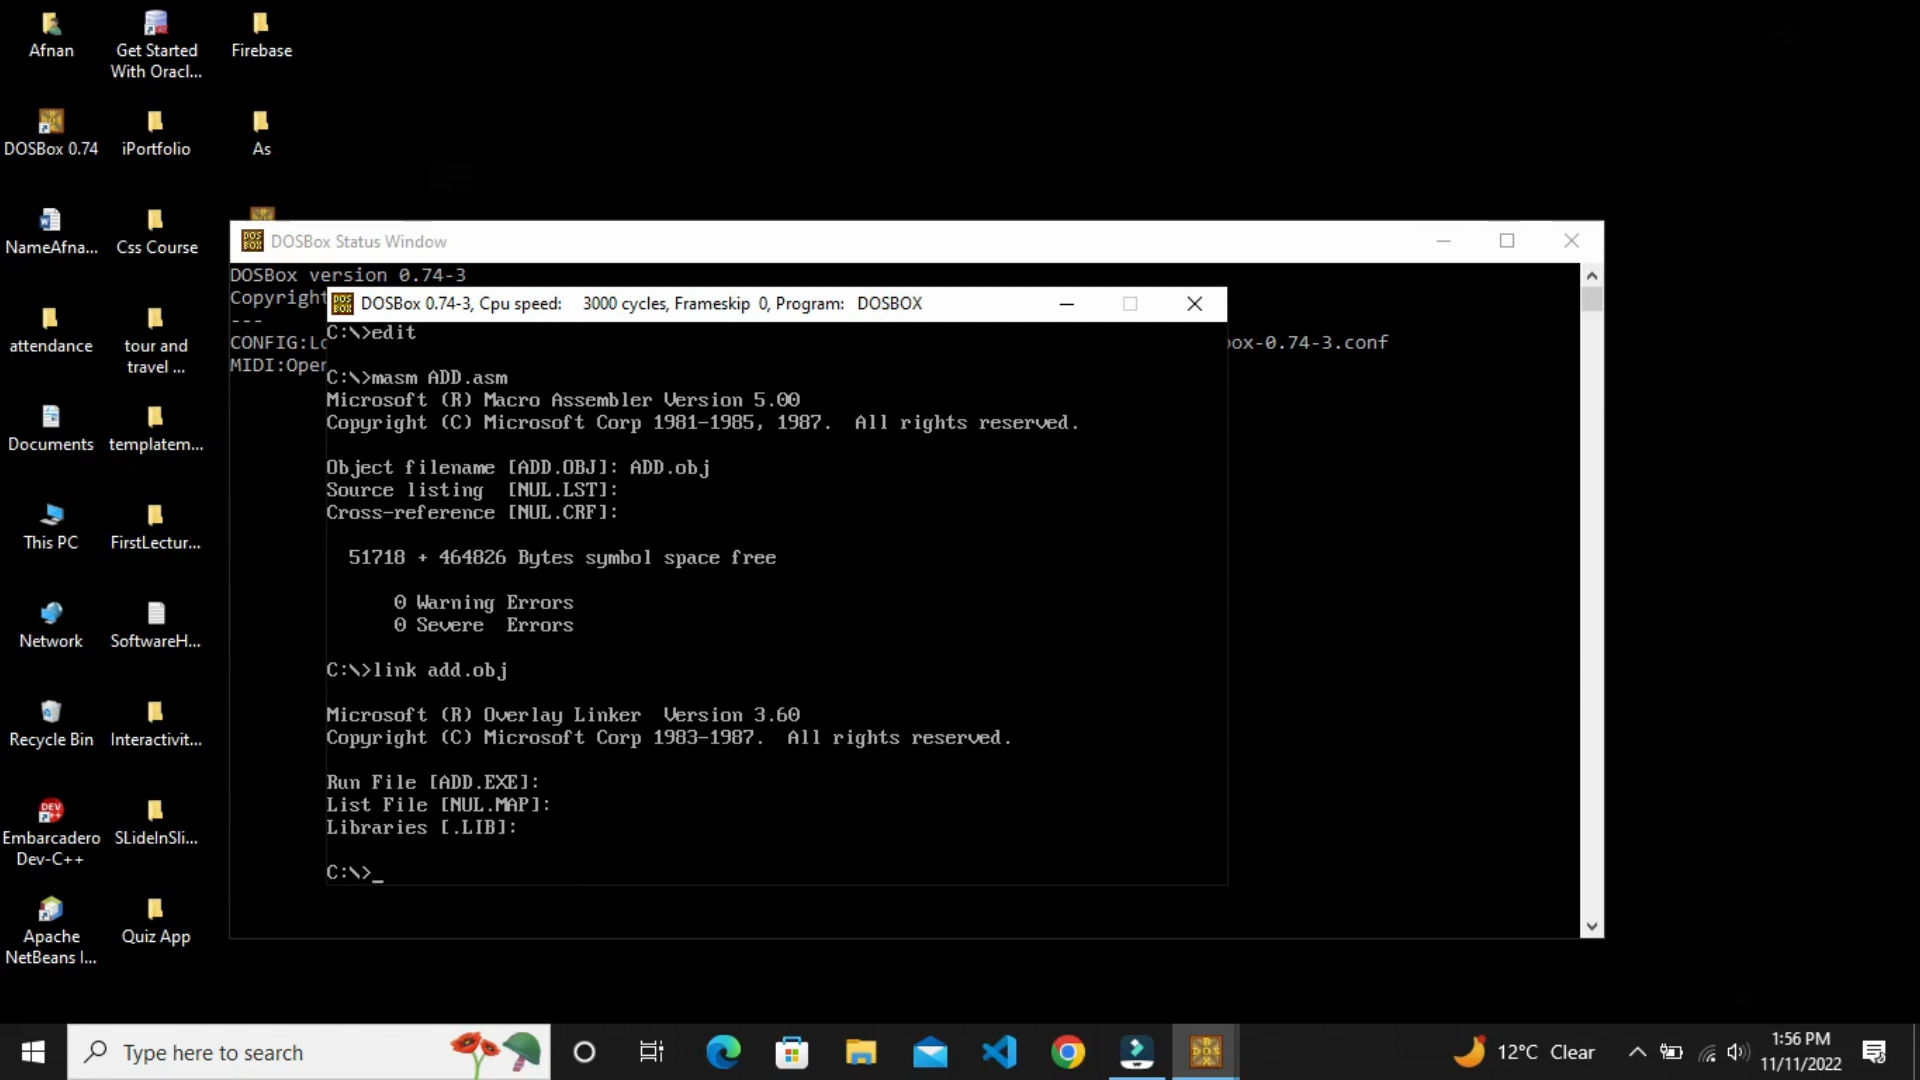 Afnan
Get Started
With Oracl...
Firebase
DOSBox 0.74
iPortfolio
As
NameAfna...
Css Course
attendance
tour and
travel ...
Documents
templatem...
This PC
FirstLectur...
Network
SoftwareH...
Recycle Bin
Interactivit...
Embarcadero
Dev-C++
SLideInSli...
Apache
NetBeans I...
Quiz App
DOSBox Status Window
DOSBox version 0.74-3
Copyright
---
CONFIG:Lo
box-0.74-3.conf
MIDI:Open
DOSBox 0.74-3, Cpu speed: 3000 cycles, Frameskip 0, Program: DOSBOX
C:\>edit
C:\>masm ADD.asm
Microsoft (R) Macro Assembler Version 5.00
Copyright (C) Microsoft Corp 1981-1985, 1987. All rights reserved.
Object filename [ADD.OBJ]: ADD.obj
Source listing [NUL.LST]:
Cross-reference [NUL.CRF]:
51718 + 464826 Bytes symbol space free
0 Warning Errors
0 Severe Errors
C:\>link add.obj
Microsoft (R) Overlay Linker Version 3.60
Copyright (C) Microsoft Corp 1983-1987. All rights reserved.
Run File [ADD.EXE]:
List File [NUL.MAP]:
Libraries [.LIB]:
C:\>_
Type here to search
12°C Clear
1:56 PM
11/11/2022